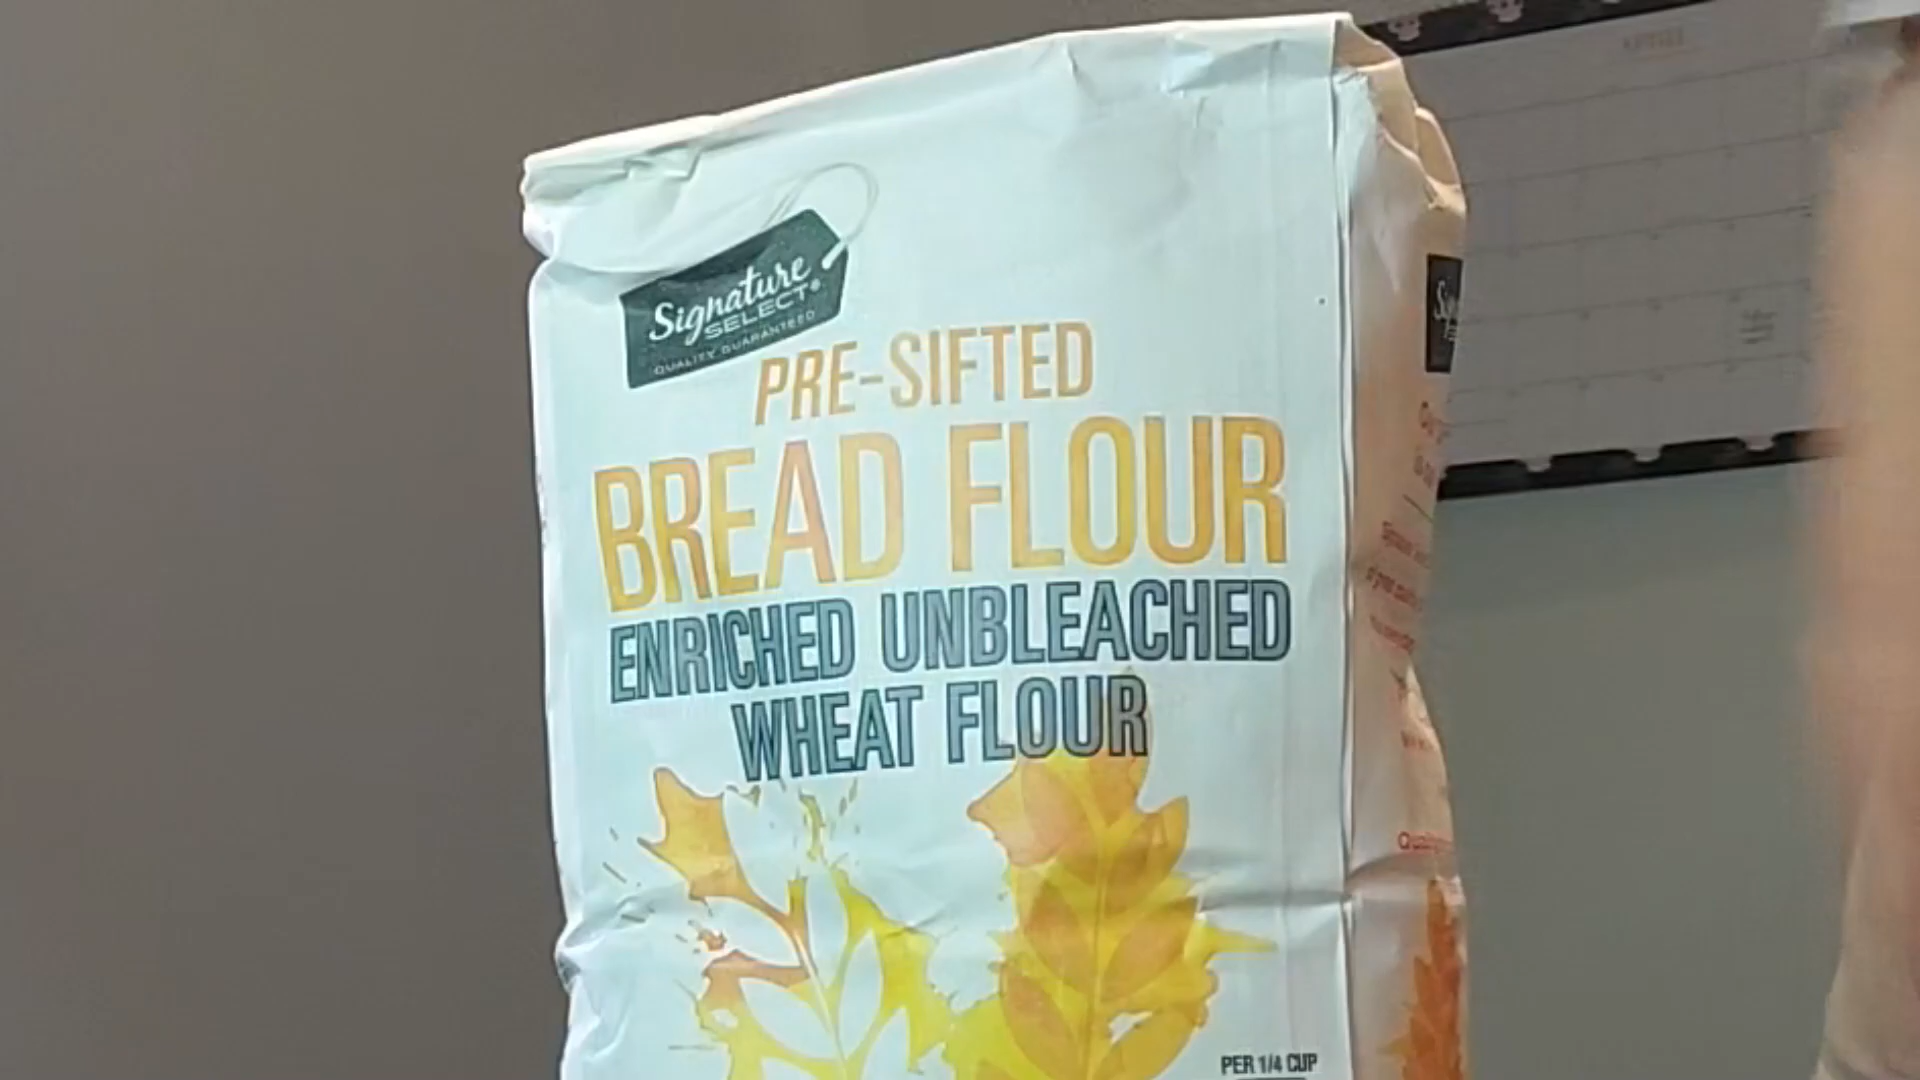 Signature
SELECT®
QUALITY GUARANTEED
PRE-SIFTED
BREAD FLOUR
ENRICHED UNBLEACHED
WHEAT FLOUR
PER 1/4 CUP